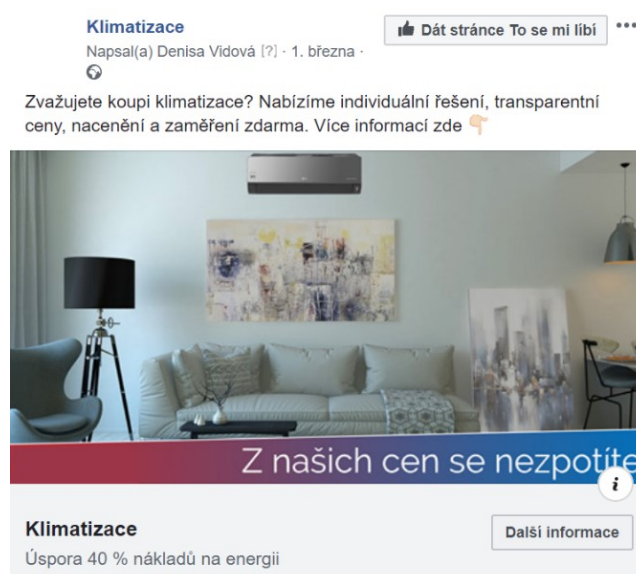 Klimatizace
Dát stránce To se mi líbí
Napsal(a) Denisa Vidová [?] · 1. března ·
Zvažujete koupi klimatizace? Nabízíme individuální řešení, transparentní
ceny, nacenění a zaměření zdarma. Více informací zde 👇🏻
Z našich cen se nezpotíte
i
Klimatizace
Další informace
Úspora 40 % nákladů na energii